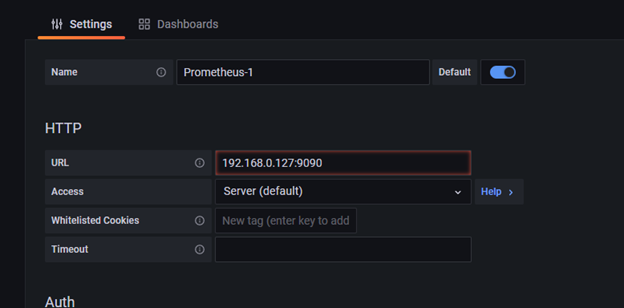 Settings Dashboards
Name Prometheus-1 Default
HTTP
URL 192.168.0.127:9090
Access Server (default) Help >
Whitelisted Cookies New tag (enter key to add
Timeout
Auth